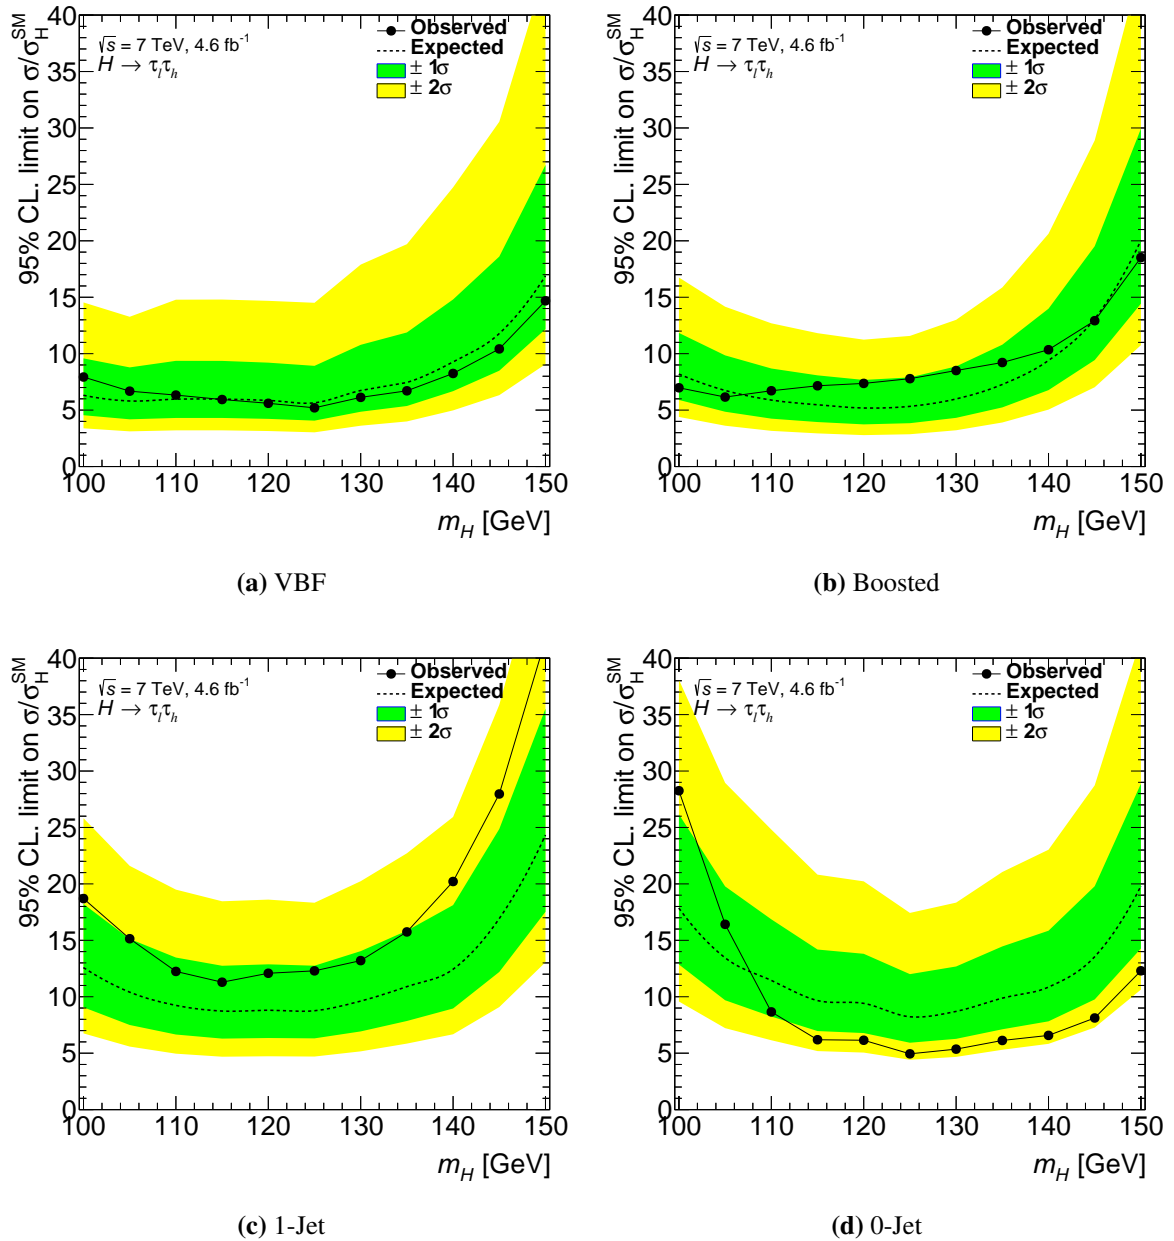 95% CL. limit on σ/σ_H^SM
40
35
30
25
20
15
10
5
0
√s = 7 TeV, 4.6 fb⁻¹
H → τ_l τ_h
Observed
Expected
± 1σ
± 2σ
100 110 120 130 140 150
m_H [GeV]
(a) VBF
95% CL. limit on σ/σ_H^SM
40
35
30
25
20
15
10
5
0
√s = 7 TeV, 4.6 fb⁻¹
H → τ_l τ_h
Observed
Expected
± 1σ
± 2σ
100 110 120 130 140 150
m_H [GeV]
(b) Boosted
95% CL. limit on σ/σ_H^SM
40
35
30
25
20
15
10
5
0
√s = 7 TeV, 4.6 fb⁻¹
H → τ_l τ_h
Observed
Expected
± 1σ
± 2σ
100 110 120 130 140 150
m_H [GeV]
(c) 1-Jet
95% CL. limit on σ/σ_H^SM
40
35
30
25
20
15
10
5
0
√s = 7 TeV, 4.6 fb⁻¹
H → τ_l τ_h
Observed
Expected
± 1σ
± 2σ
100 110 120 130 140 150
m_H [GeV]
(d) 0-Jet